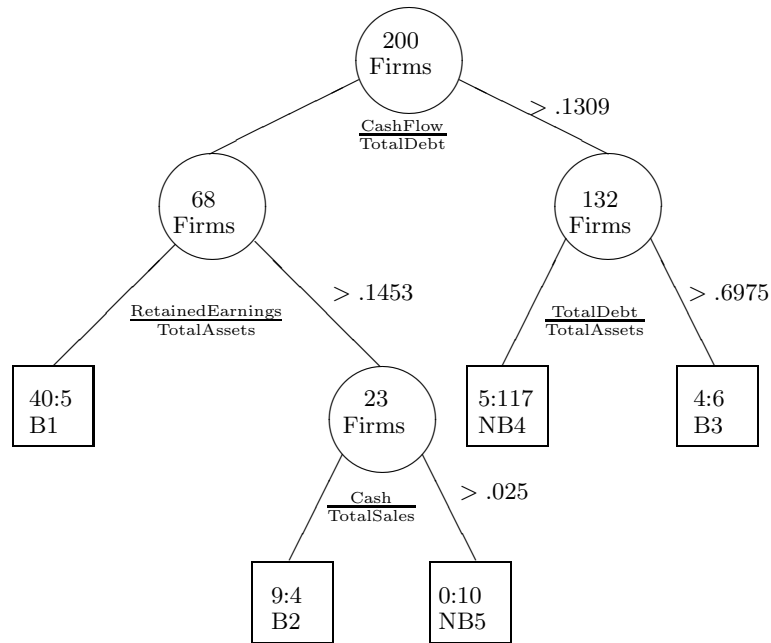 200
Firms
> .1309
CashFlow
TotalDebt
68
Firms
132
Firms
> .1453
> .6975
RetainedEarnings
TotalAssets
TotalDebt
TotalAssets
40:5
B1
23
Firms
5:117
NB4
4:6
B3
Cash
TotalSales
> .025
9:4
B2
0:10
NB5